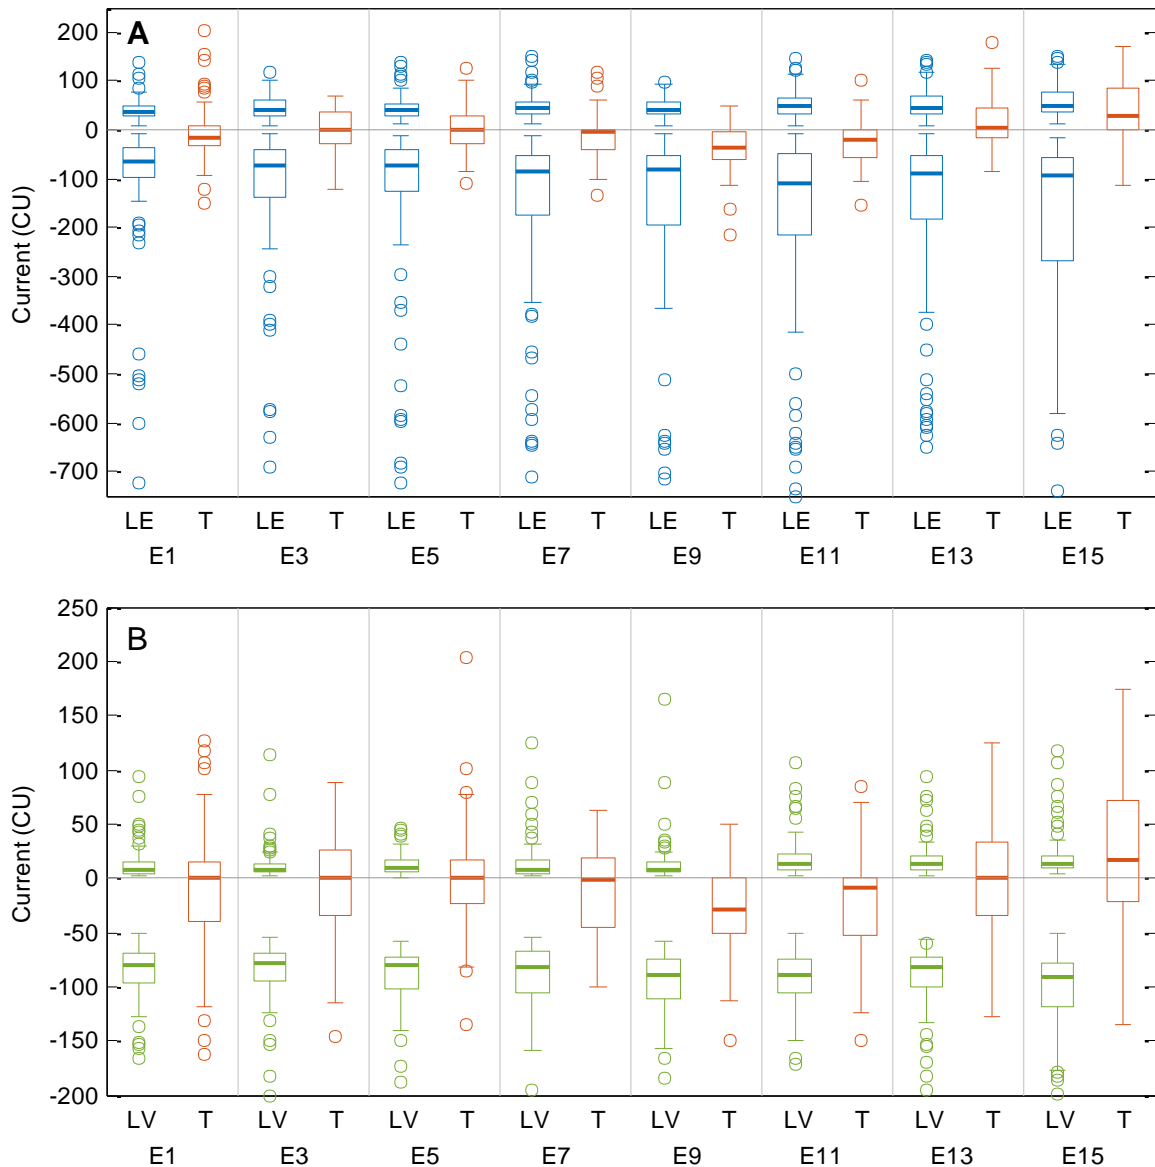 A
200
100
0
-100
-200
-300
-400
-500
-600
-700
Current (CU)
LE T LE T LE T LE T LE T LE T LE T LE T
E1 E3 E5 E7 E9 E11 E13 E15
B
250
200
150
100
50
0
-50
-100
-150
-200
Current (CU)
LV T LV T LV T LV T LV T LV T LV T LV T
E1 E3 E5 E7 E9 E11 E13 E15